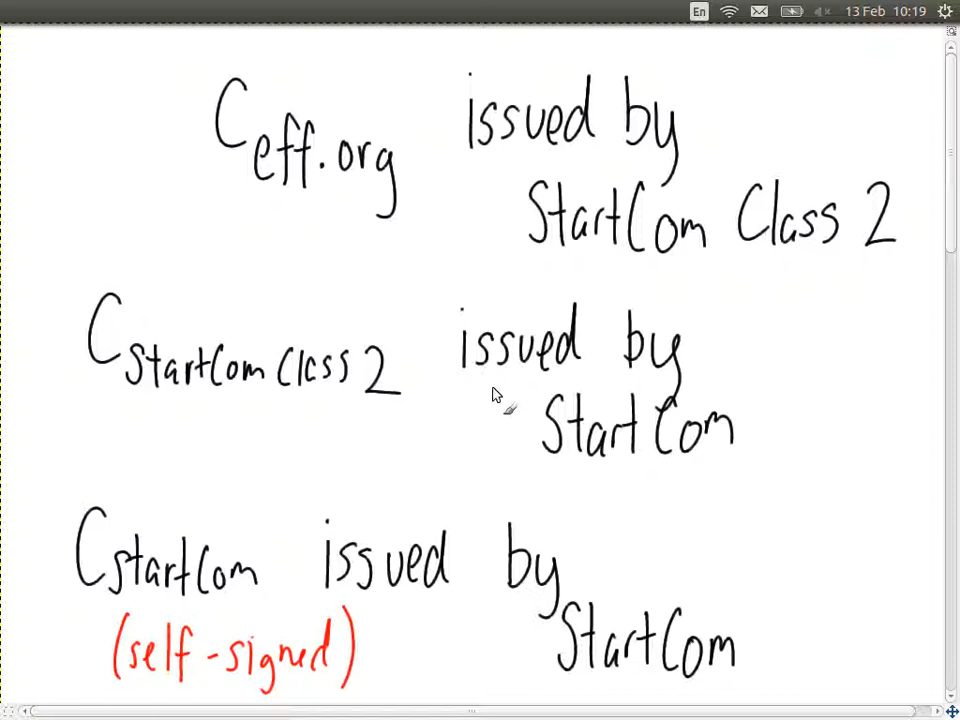 En 13 Feb 10:19
C eff.org issued by
StartCom Class 2
C StartCom Class 2 issued by
StartCom
C StartCom issued by
(self-signed) StartCom